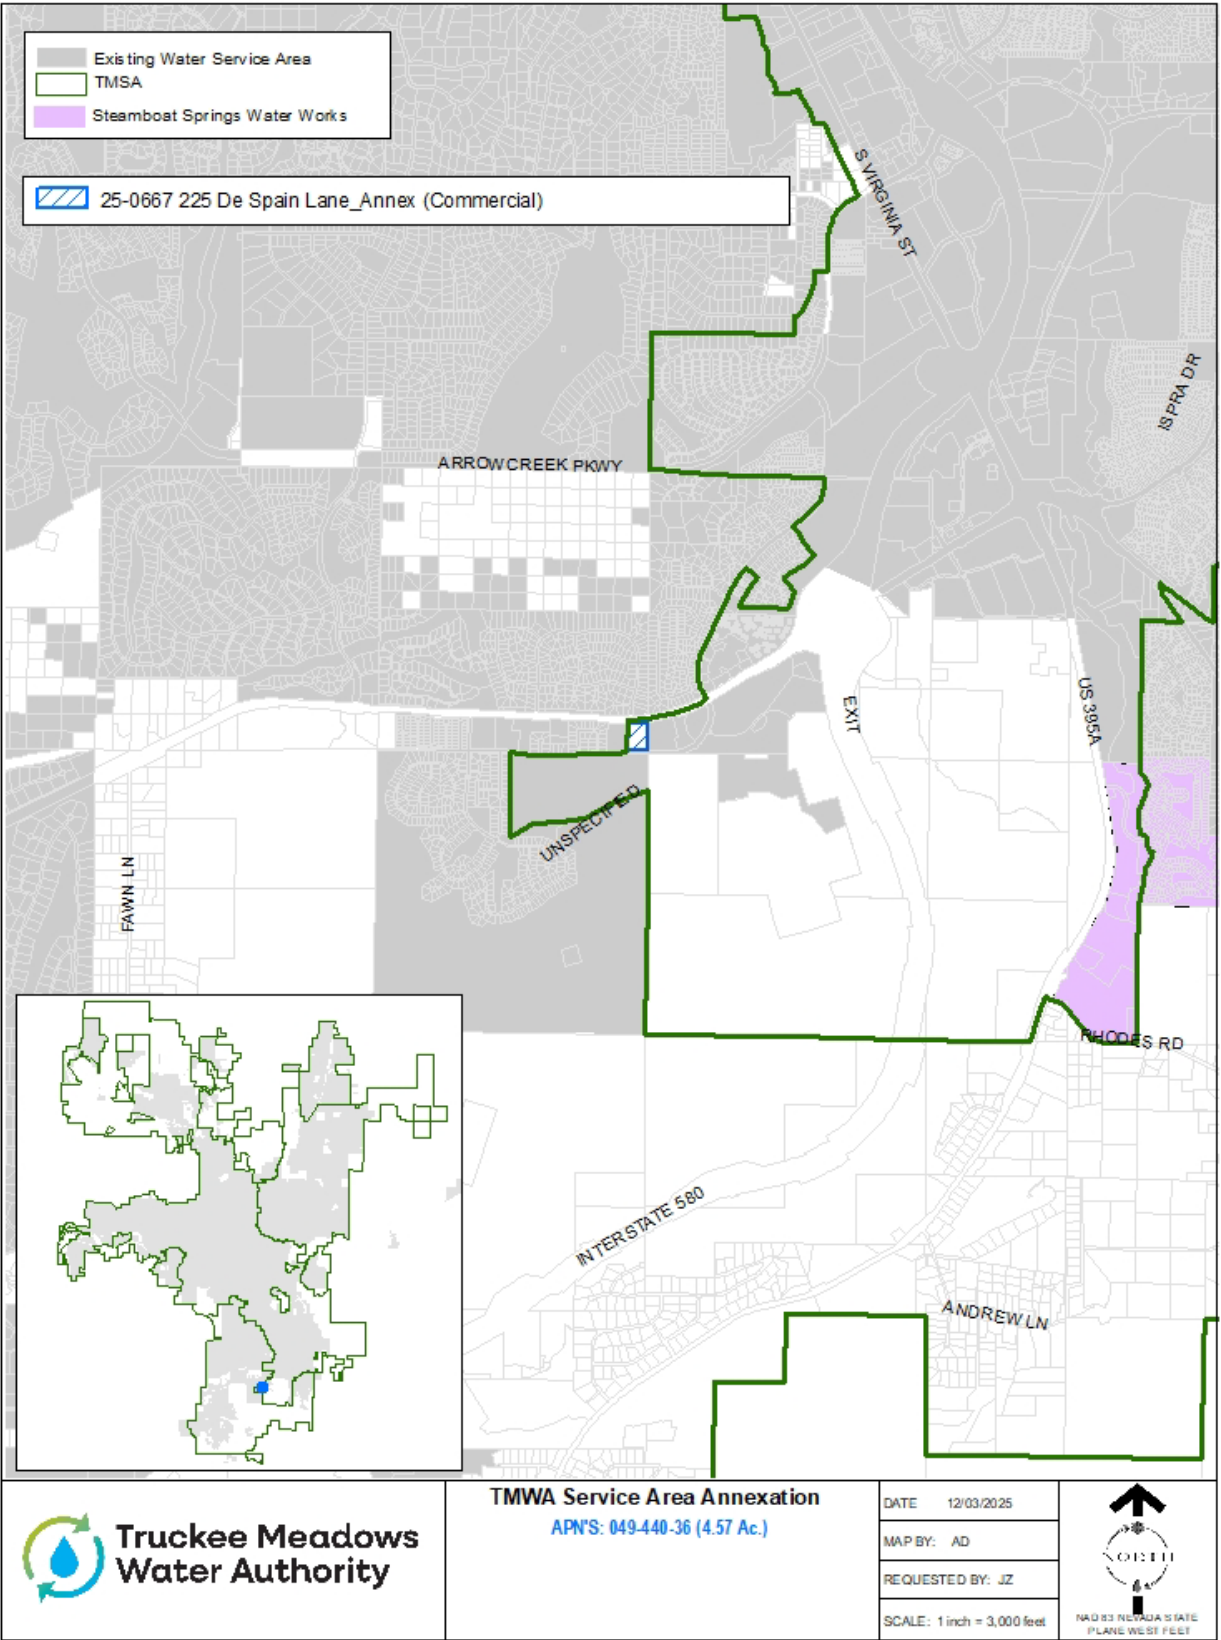 Existing Water Service Area
TMSA
Steamboat Springs Water Works
25-0667 225 De Spain Lane_Annex (Commercial)
S VIRGINIA ST
ISPRA DR
ARROWCREEK PKWY
EXIT
US 395A
UNSPECIFED
FAWN LN
RHODES RD
INTERSTATE 580
ANDREW LN
Truckee Meadows
Water Authority
TMWA Service Area Annexation
APN'S: 049-440-36 (4.57 Ac.)
DATE 12/03/2025
MAP BY: AD
REQUESTED BY: JZ
SCALE: 1 inch = 3,000 feet
NORTH
NAD 83 NEVADA STATE
PLANE WEST FEET